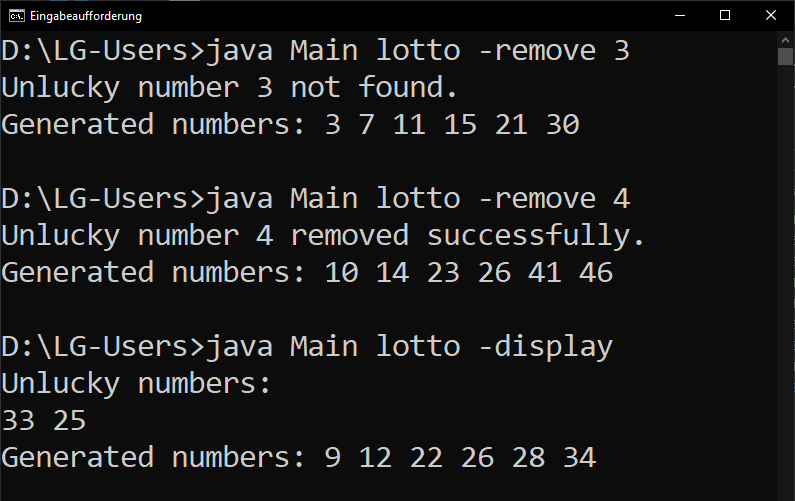 Eingabeaufforderung
D:\LG-Users>java Main lotto -remove 3
Unlucky number 3 not found.
Generated numbers: 3 7 11 15 21 30
D:\LG-Users>java Main lotto -remove 4
Unlucky number 4 removed successfully.
Generated numbers: 10 14 23 26 41 46
D:\LG-Users>java Main lotto -display
Unlucky numbers:
33 25
Generated numbers: 9 12 22 26 28 34